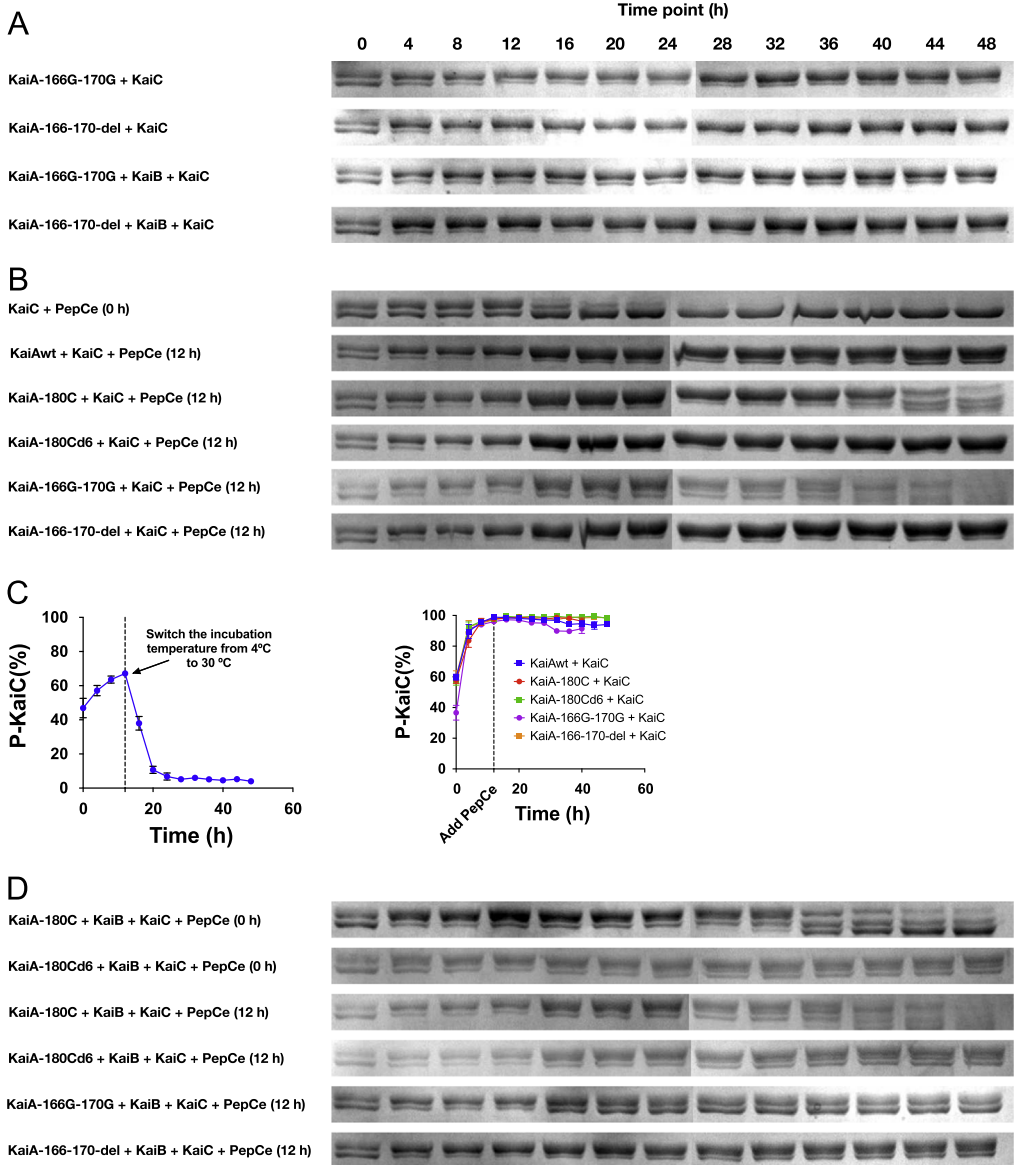 A
Time point (h)
0 4 8 12 16 20 24 28 32 36 40 44 48
KaiA-166G-170G + KaiC
KaiA-166-170-del + KaiC
KaiA-166G-170G + KaiB + KaiC
KaiA-166-170-del + KaiB + KaiC
B
KaiC + PepCe (0 h)
KaiAwt + KaiC + PepCe (12 h)
KaiA-180C + KaiC + PepCe (12 h)
KaiA-180Cd6 + KaiC + PepCe (12 h)
KaiA-166G-170G + KaiC + PepCe (12 h)
KaiA-166-170-del + KaiC + PepCe (12 h)
C
P-KaiC(%)
100
80
60
40
20
0
Switch the incubation
temperature from 4ºC
to 30 ºC
0 20 40 60
Time (h)
P-KaiC(%)
100
80
60
40
20
0
KaiAwt + KaiC
KaiA-180C + KaiC
KaiA-180Cd6 + KaiC
KaiA-166G-170G + KaiC
KaiA-166-170-del + KaiC
0 20 40 60
Add PepCe
Time (h)
D
KaiA-180C + KaiB + KaiC + PepCe (0 h)
KaiA-180Cd6 + KaiB + KaiC + PepCe (0 h)
KaiA-180C + KaiB + KaiC + PepCe (12 h)
KaiA-180Cd6 + KaiB + KaiC + PepCe (12 h)
KaiA-166G-170G + KaiB + KaiC + PepCe (12 h)
KaiA-166-170-del + KaiB + KaiC + PepCe (12 h)